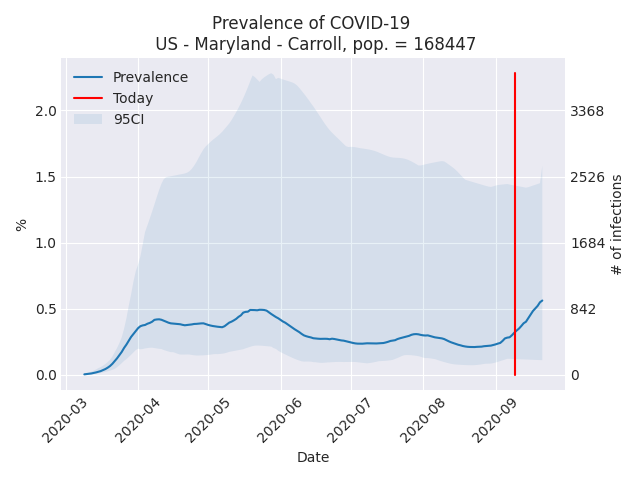 Prevalence of COVID-19
US - Maryland - Carroll, pop. = 168447
Prevalence
Today
95CI
2.0
1.5
1.0
0.5
0.0
%
3368
2526
1684
842
0
# of infections
2020-03
2020-04
2020-05
2020-06
2020-07
2020-08
2020-09
Date